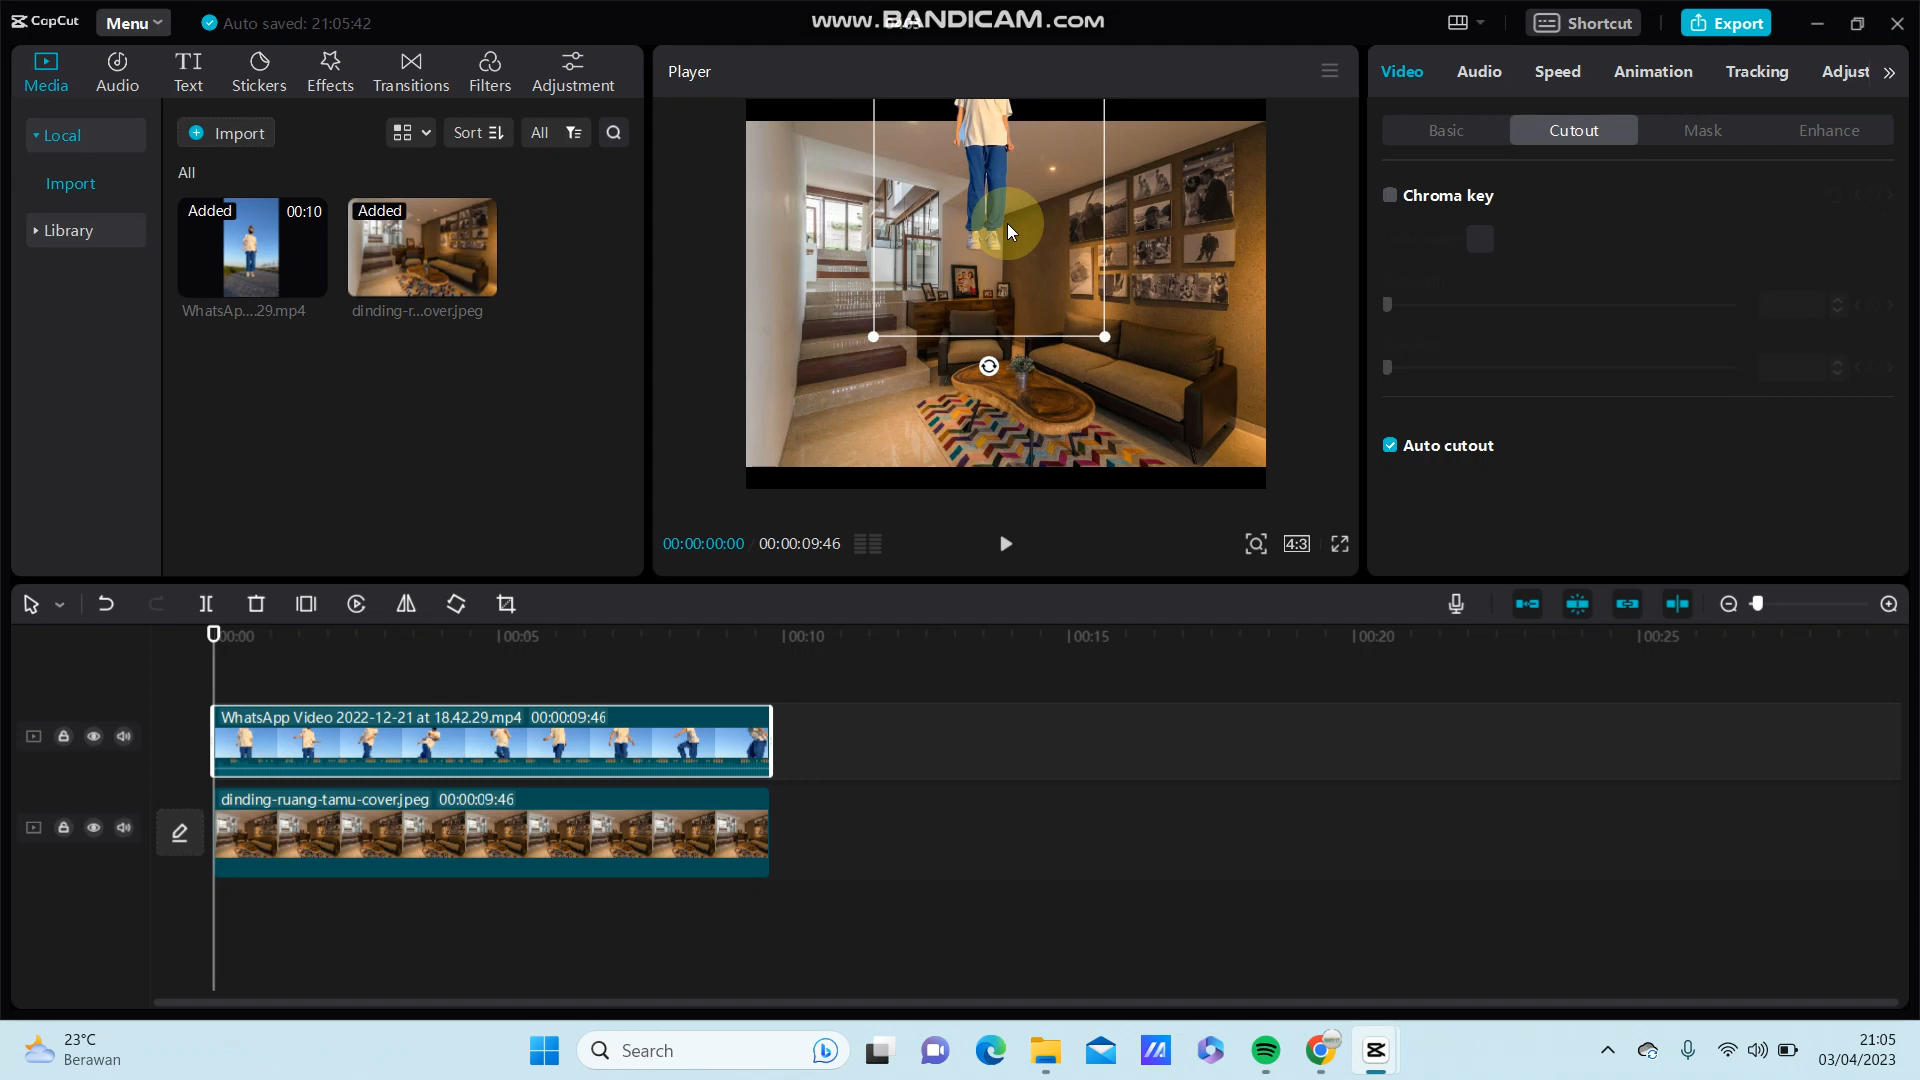 CapCut Menu Auto saved: 21:05:42 www.BANDICAM.com Shortcut Export
Media Audio Text Stickers Effects Transitions Filters Adjustment
Player
Video Audio Speed Animation Tracking Adjust
Local
Import
Library
Import Sort All
All
Added 00:10
WhatsAp....29.mp4
Added
dinding-r...over.jpeg
00:00:00:00 00:00:09:46
4:3
Basic Cutout Mask Enhance
Chroma key
Auto cutout
00:00 00:05 00:10 00:15 00:20 00:25
WhatsApp Video 2022-12-21 at 18.42.29.mp4 00:00:09:46
dinding-ruang-tamu-cover.jpeg 00:00:09:46
23°C
Berawan
Search
21:05
03/04/2023